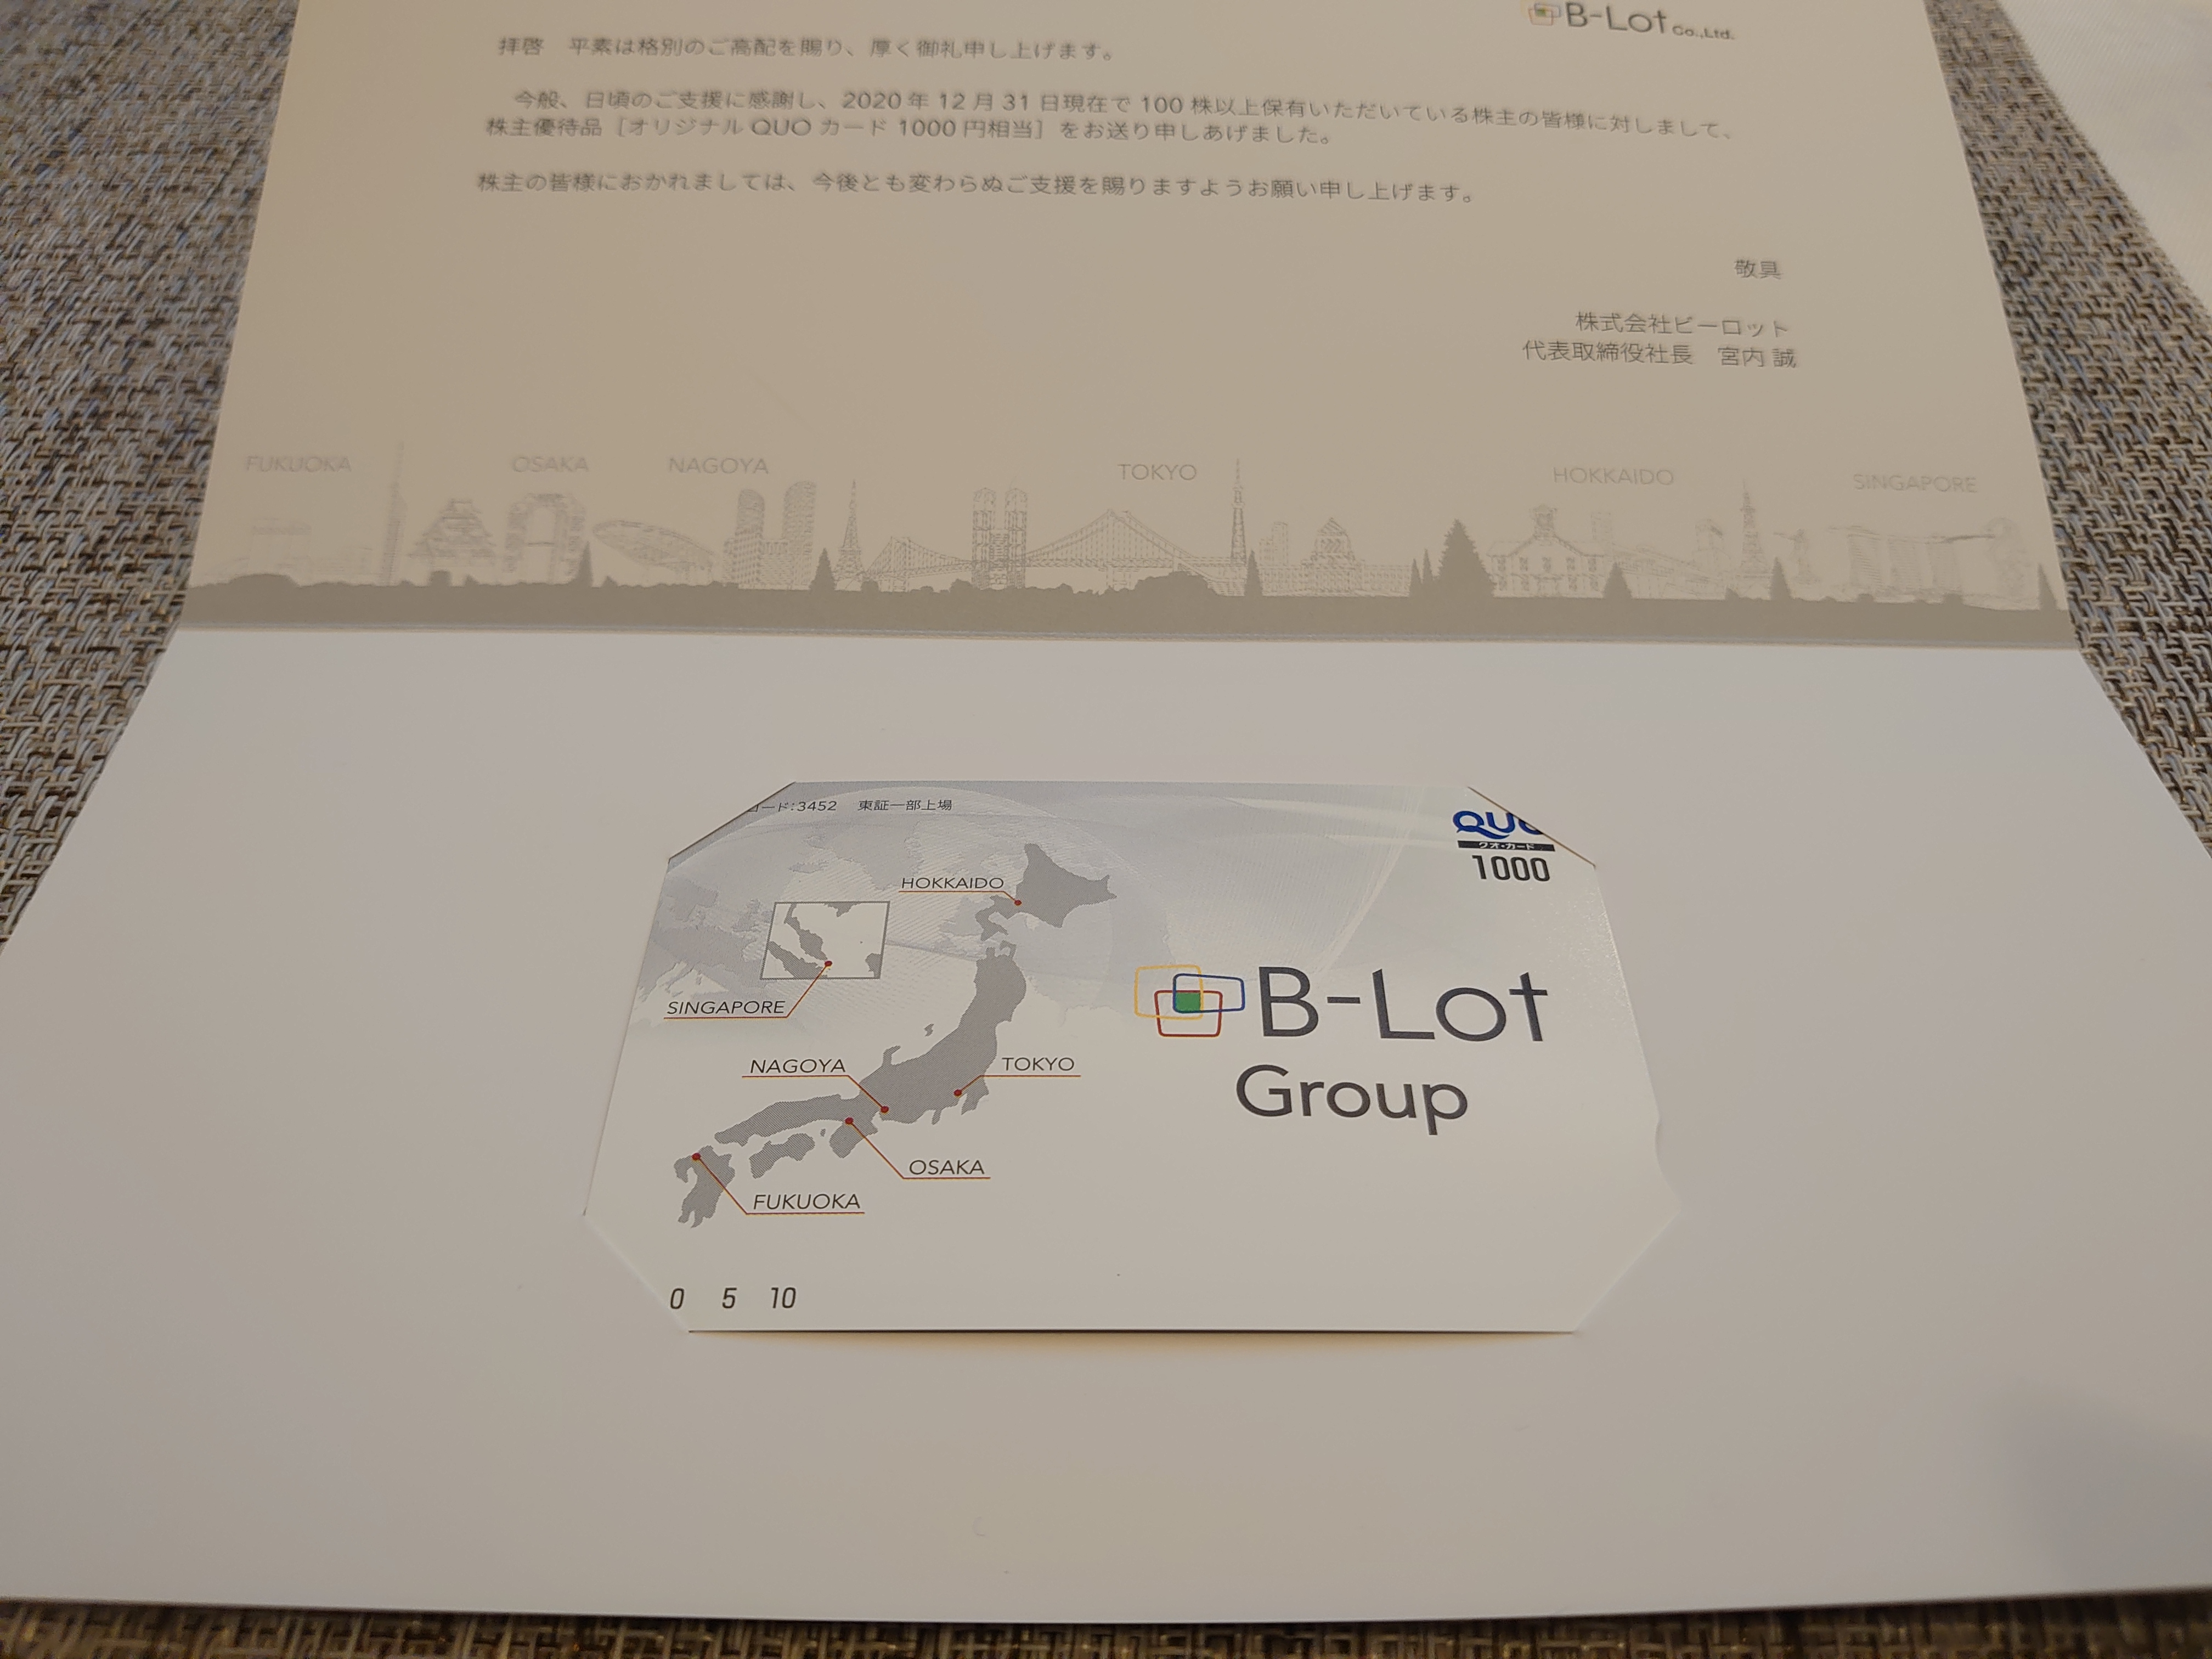 B-Lot Co.,Ltd.
拝啓　平素は格別のご高配を賜り、厚く御礼申し上げます。
今般、日頃のご支援に感謝し、2020年12月31日現在で100株以上保有いただいている株主の皆様に対しまして、
株主優待品［オリジナルQUOカード1000円相当］をお送り申しあげました。
株主の皆様におかれましては、今後とも変わらぬご支援を賜りますようお願い申し上げます。
敬具
株式会社ビーロット
代表取締役社長　宮内 誠
FUKUOKA OSAKA NAGOYA TOKYO HOKKAIDO SINGAPORE
コード:3452　東証一部上場
QUO
クオ・カード
1000
HOKKAIDO
SINGAPORE
NAGOYA
TOKYO
OSAKA
FUKUOKA
B-Lot
Group
0 5 10